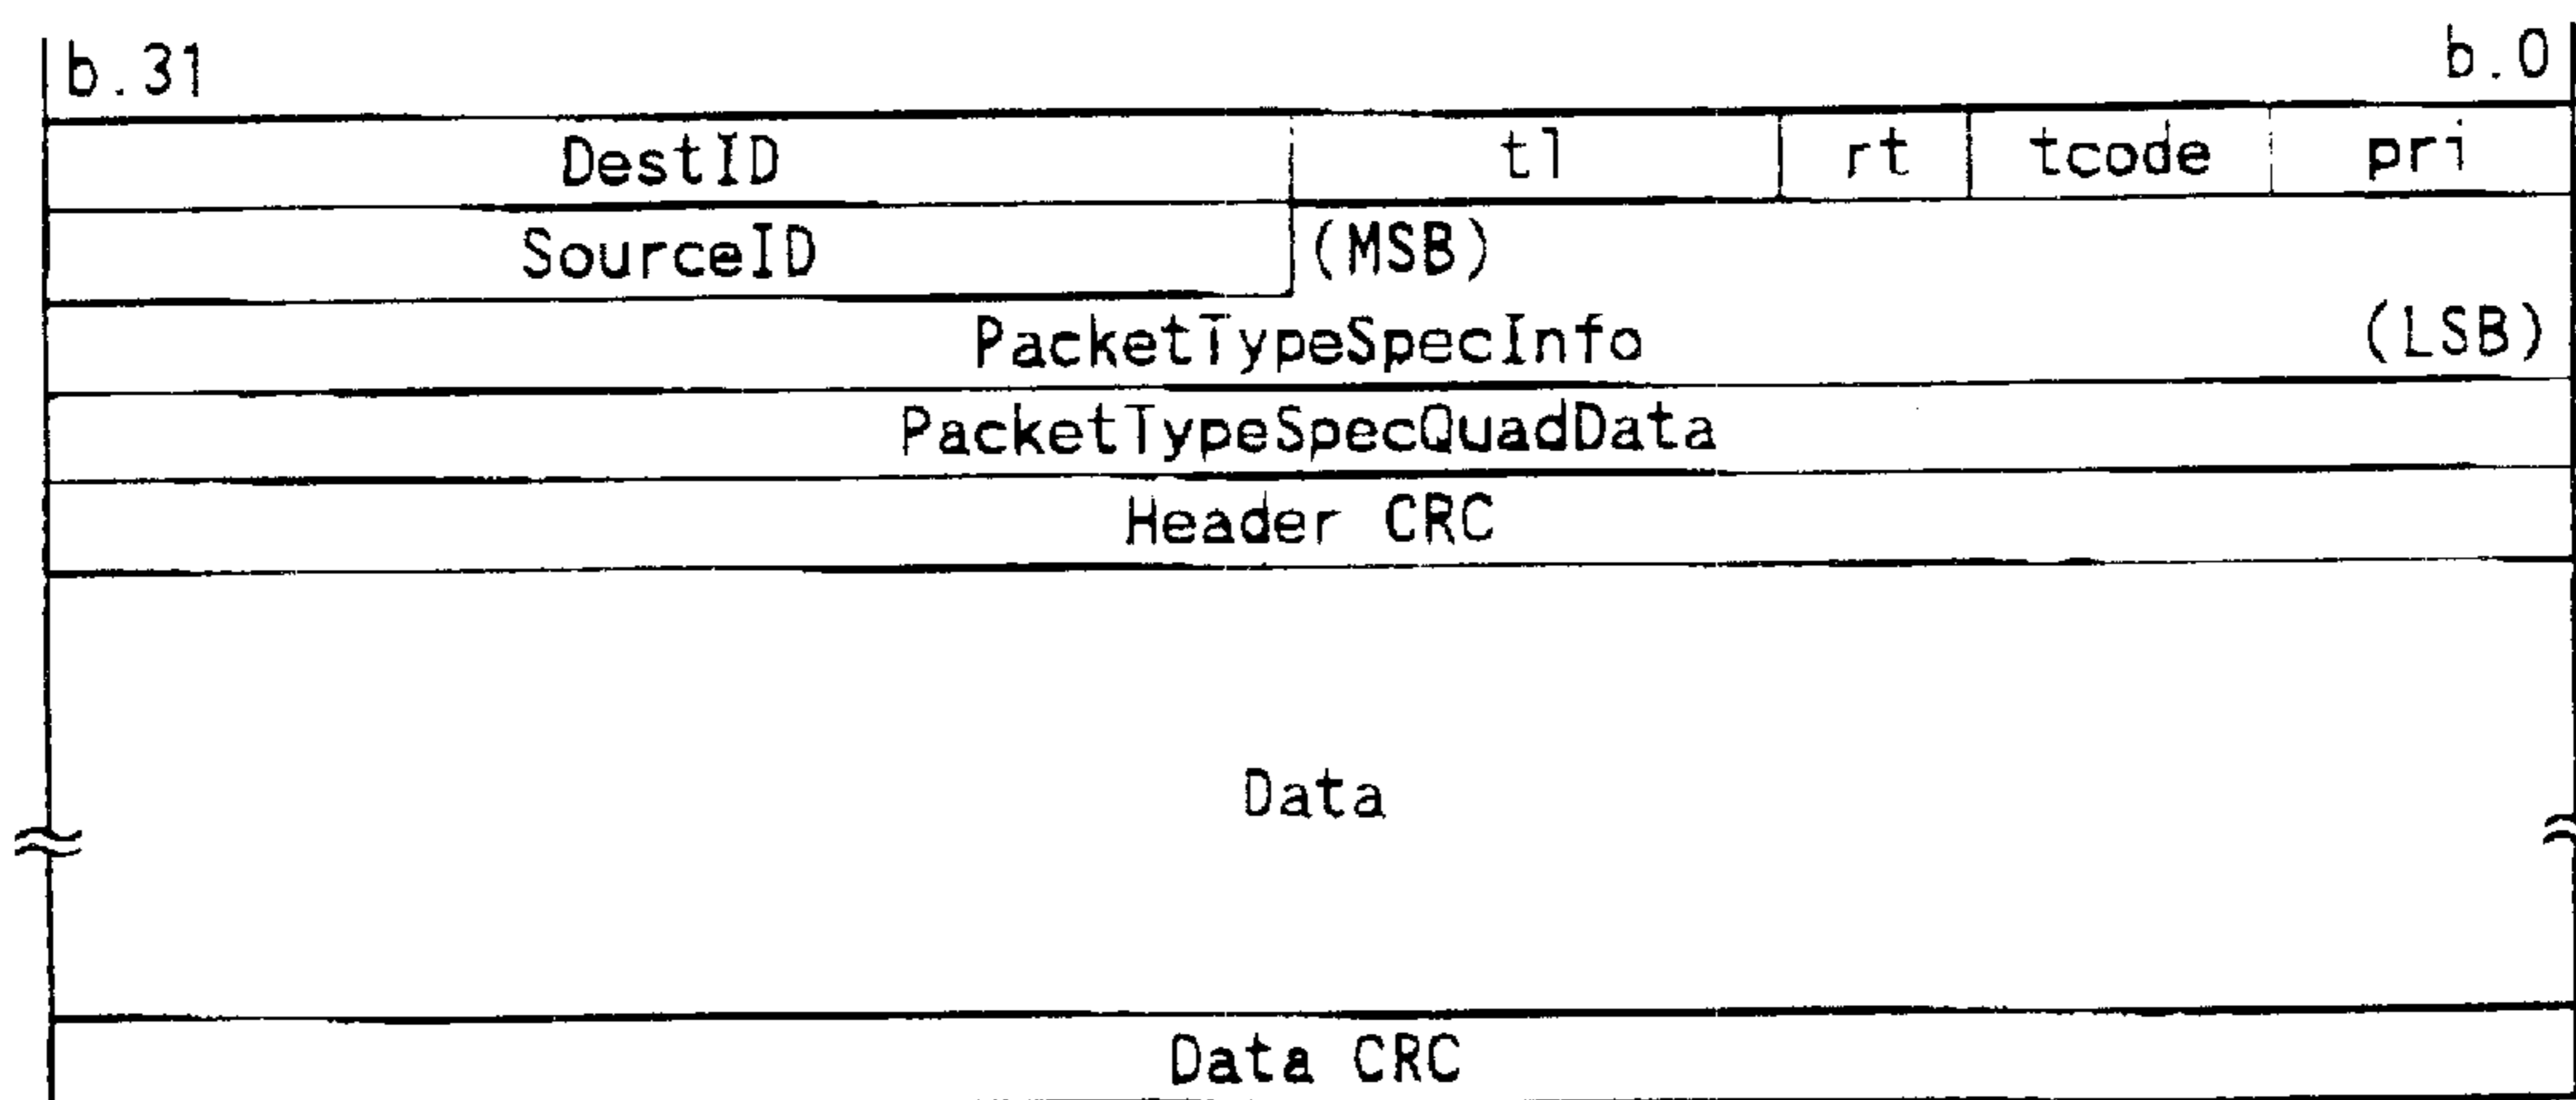 b.31 b.0
DestID tl rt tcode pri
SourceID (MSB)
PacketTypeSpecInfo (LSB)
PacketTypeSpecQuadData
Header CRC
Data
Data CRC